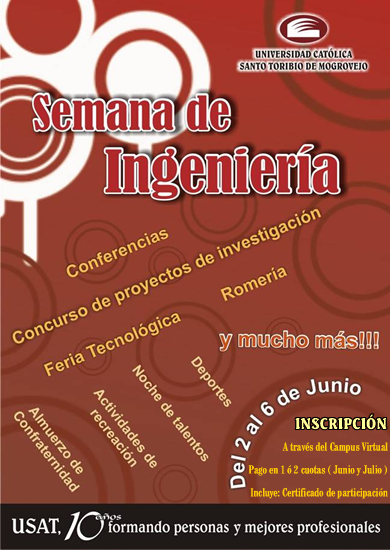 UNIVERSIDAD CATÓLICA
SANTO TORIBIO DE MOGROVEJO
Semana de
Ingeniería
Conferencias
Concurso de proyectos de investigación
Romería
Feria Tecnológica
y mucho más!!!
Deportes
Noche de talentos
Actividades de
recreación
Almuerzo de
Confraternidad
Del 2 al 6 de Junio
INSCRIPCIÓN
A través del Campus Virtual
Pago en 1 ó 2 cuotas ( Junio y Julio )
Incluye: Certificado de participación
USAT, 10 años formando personas y mejores profesionales